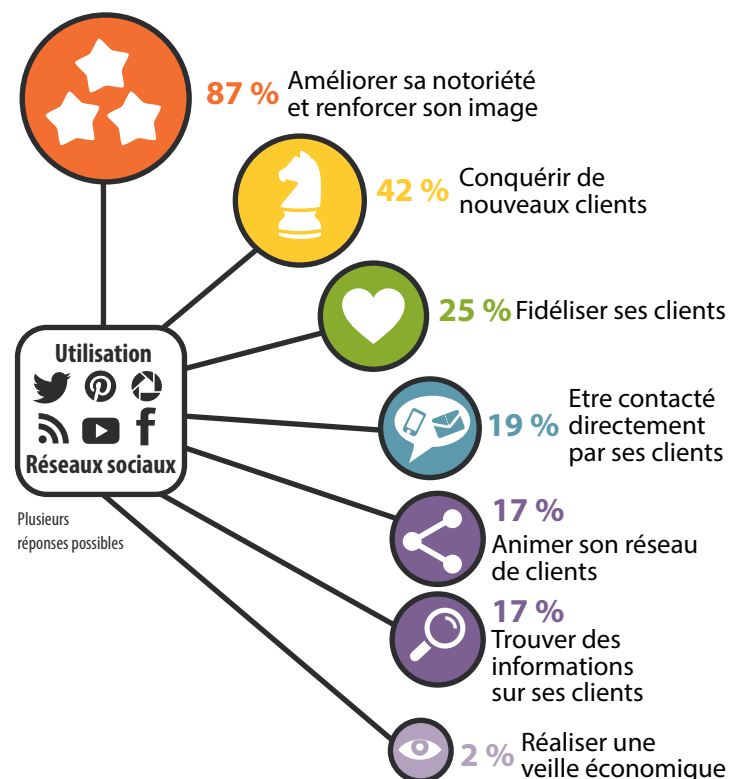 87 % Améliorer sa notoriété
et renforcer son image
42 % Conquérir de
nouveaux clients
25 % Fidéliser ses clients
Utilisation
Réseaux sociaux
Plusieurs
réponses possibles
19 % Etre contacté
directement
par ses clients
17 %
Animer son réseau
de clients
17 %
Trouver des
informations
sur ses clients
2 % Réaliser une
veille économique